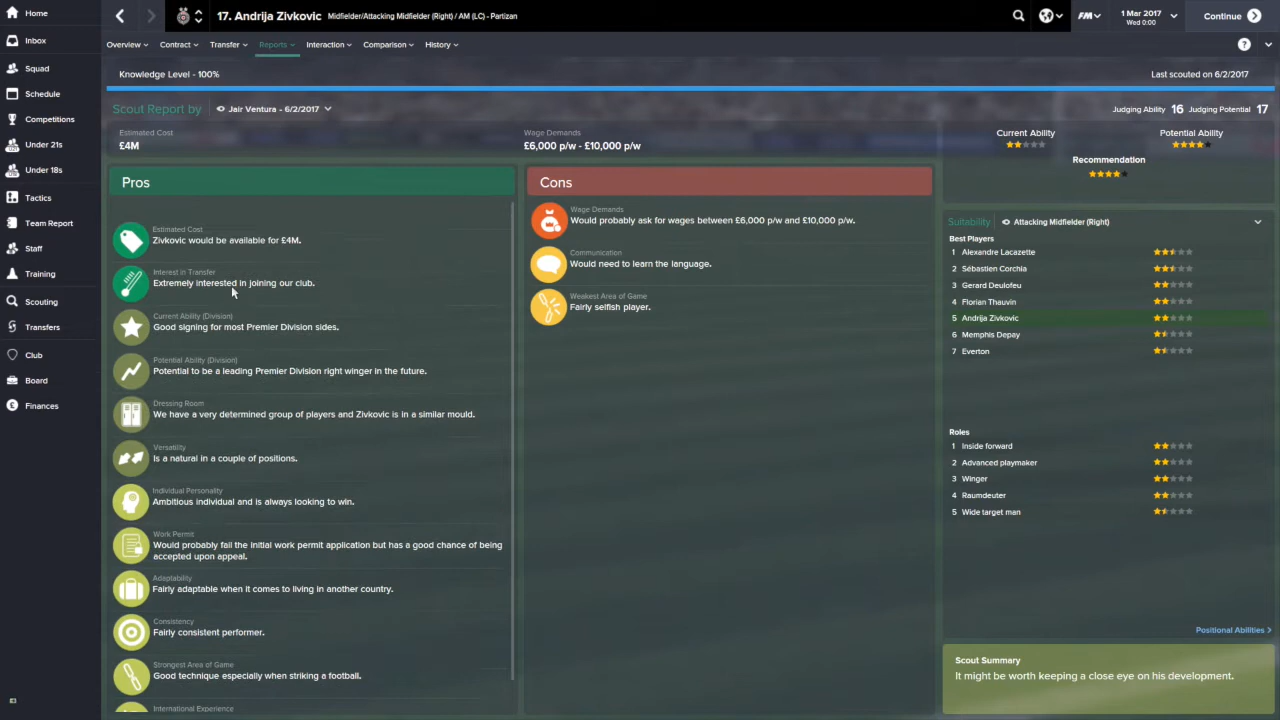 Home
17. Andrija Zivkovic
Midfielder/Attacking Midfielder (Right) / AM (LC) - Partizan
FM
1 Mar 2017
Wed 0:00
Continue
Inbox
Squad
Schedule
Competitions
Under 21s
Under 18s
Tactics
Team Report
Staff
Training
Scouting
Transfers
Club
Board
Finances
Overview
Contract
Transfer
Reports
Interaction
Comparison
History
?
Knowledge Level - 100%
Last scouted on 6/2/2017
Scout Report by
Jair Ventura - 6/2/2017
Judging Ability 16 Judging Potential 17
Estimated Cost
£4M
Wage Demands
£6,000 p/w - £10,000 p/w
Current Ability
Potential Ability
Recommendation
Pros
Estimated Cost
Zivkovic would be available for £4M.
Interest in Transfer
Extremely interested in joining our club.
Current Ability (Division)
Good signing for most Premier Division sides.
Potential Ability (Division)
Potential to be a leading Premier Division right winger in the future.
Dressing Room
We have a very determined group of players and Zivkovic is in a similar mould.
Versatility
Is a natural in a couple of positions.
Individual Personality
Ambitious individual and is always looking to win.
Work Permit
Would probably fail the initial work permit application but has a good chance of being
accepted upon appeal.
Adaptability
Fairly adaptable when it comes to living in another country.
Consistency
Fairly consistent performer.
Strongest Area of Game
Good technique especially when striking a football.
International Experience
Cons
Wage Demands
Would probably ask for wages between £6,000 p/w and £10,000 p/w.
Communication
Would need to learn the language.
Weakest Area of Game
Fairly selfish player.
Suitability
Attacking Midfielder (Right)
Best Players
1 Alexandre Lacazette
2 Sébastien Corchia
3 Gerard Deulofeu
4 Florian Thauvin
5 Andrija Zivkovic
6 Memphis Depay
7 Everton
Roles
1 Inside forward
2 Advanced playmaker
3 Winger
4 Raumdeuter
5 Wide target man
Positional Abilities >
Scout Summary
It might be worth keeping a close eye on his development.